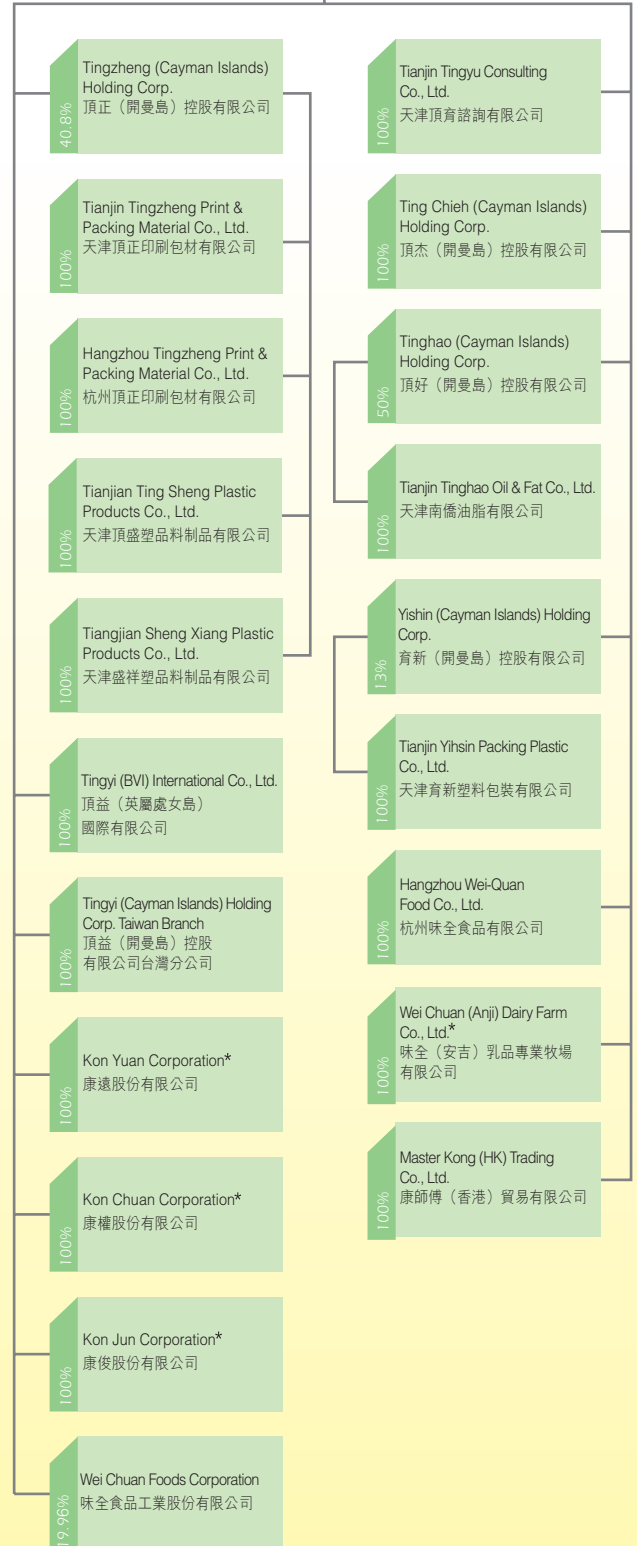 40.8%
Tingzheng (Cayman Islands)
Holding Corp.
頂正（開曼島）控股有限公司
100%
Tianjin Tingzheng Print &
Packing Material Co., Ltd.
天津頂正印刷包材有限公司
100%
Hangzhou Tingzheng Print &
Packing Material Co., Ltd.
杭州頂正印刷包材有限公司
100%
Tianjian Ting Sheng Plastic
Products Co., Ltd.
天津頂盛塑品料制品有限公司
100%
Tiangjian Sheng Xiang Plastic
Products Co., Ltd.
天津盛祥塑品料制品有限公司
100%
Tingyi (BVI) International Co., Ltd.
頂益（英屬處女島）
國際有限公司
100%
Tingyi (Cayman Islands) Holding
Corp. Taiwan Branch
頂益（開曼島）控股
有限公司台灣分公司
100%
Kon Yuan Corporation*
康遠股份有限公司
100%
Kon Chuan Corporation*
康權股份有限公司
100%
Kon Jun Corporation*
康俊股份有限公司
19.96%
Wei Chuan Foods Corporation
味全食品工業股份有限公司
100%
Tianjin Tingyu Consulting
Co., Ltd.
天津頂育諮詢有限公司
100%
Ting Chieh (Cayman Islands)
Holding Corp.
頂杰（開曼島）控股有限公司
50%
Tinghao (Cayman Islands)
Holding Corp.
頂好（開曼島）控股有限公司
100%
Tianjin Tinghao Oil & Fat Co., Ltd.
天津南僑油脂有限公司
13%
Yishin (Cayman Islands) Holding
Corp.
育新（開曼島）控股有限公司
100%
Tianjin Yihsin Packing Plastic
Co., Ltd.
天津育新塑料包裝有限公司
100%
Hangzhou Wei-Quan
Food Co., Ltd.
杭州味全食品有限公司
100%
Wei Chuan (Anji) Dairy Farm
Co., Ltd.*
味全（安吉）乳品專業牧場
有限公司
100%
Master Kong (HK) Trading
Co., Ltd.
康師傅（香港）貿易有限公司